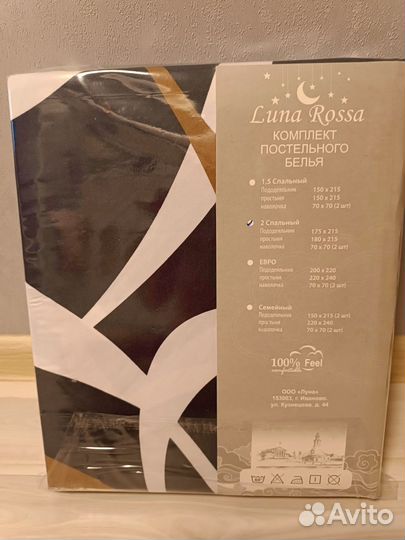 Luna Rossa
КОМПЛЕКТ
ПОСТЕЛЬНОГО
БЕЛЬЯ
1,5 Спальный
Пододеяльник 150 х 215
простыня 150 х 215
наволочка 70 х 70 (2 шт)
2 Спальный
Пододеяльник 175 х 215
простыня 180 х 215
наволочка 70 х 70 (2 шт)
ЕВРО
Пододеяльник 200 х 220
простыня 220 х 240
наволочка 70 х 70 (2 шт)
Семейный
Пододеяльник 150 х 215 (2 шт)
простыня 220 х 240
наволочка 70 х 70 (2 шт)
100% Feel
comfortable
ООО «Луна»
153003, г. Иваново,
ул. Кузнецова, д. 44
Avito